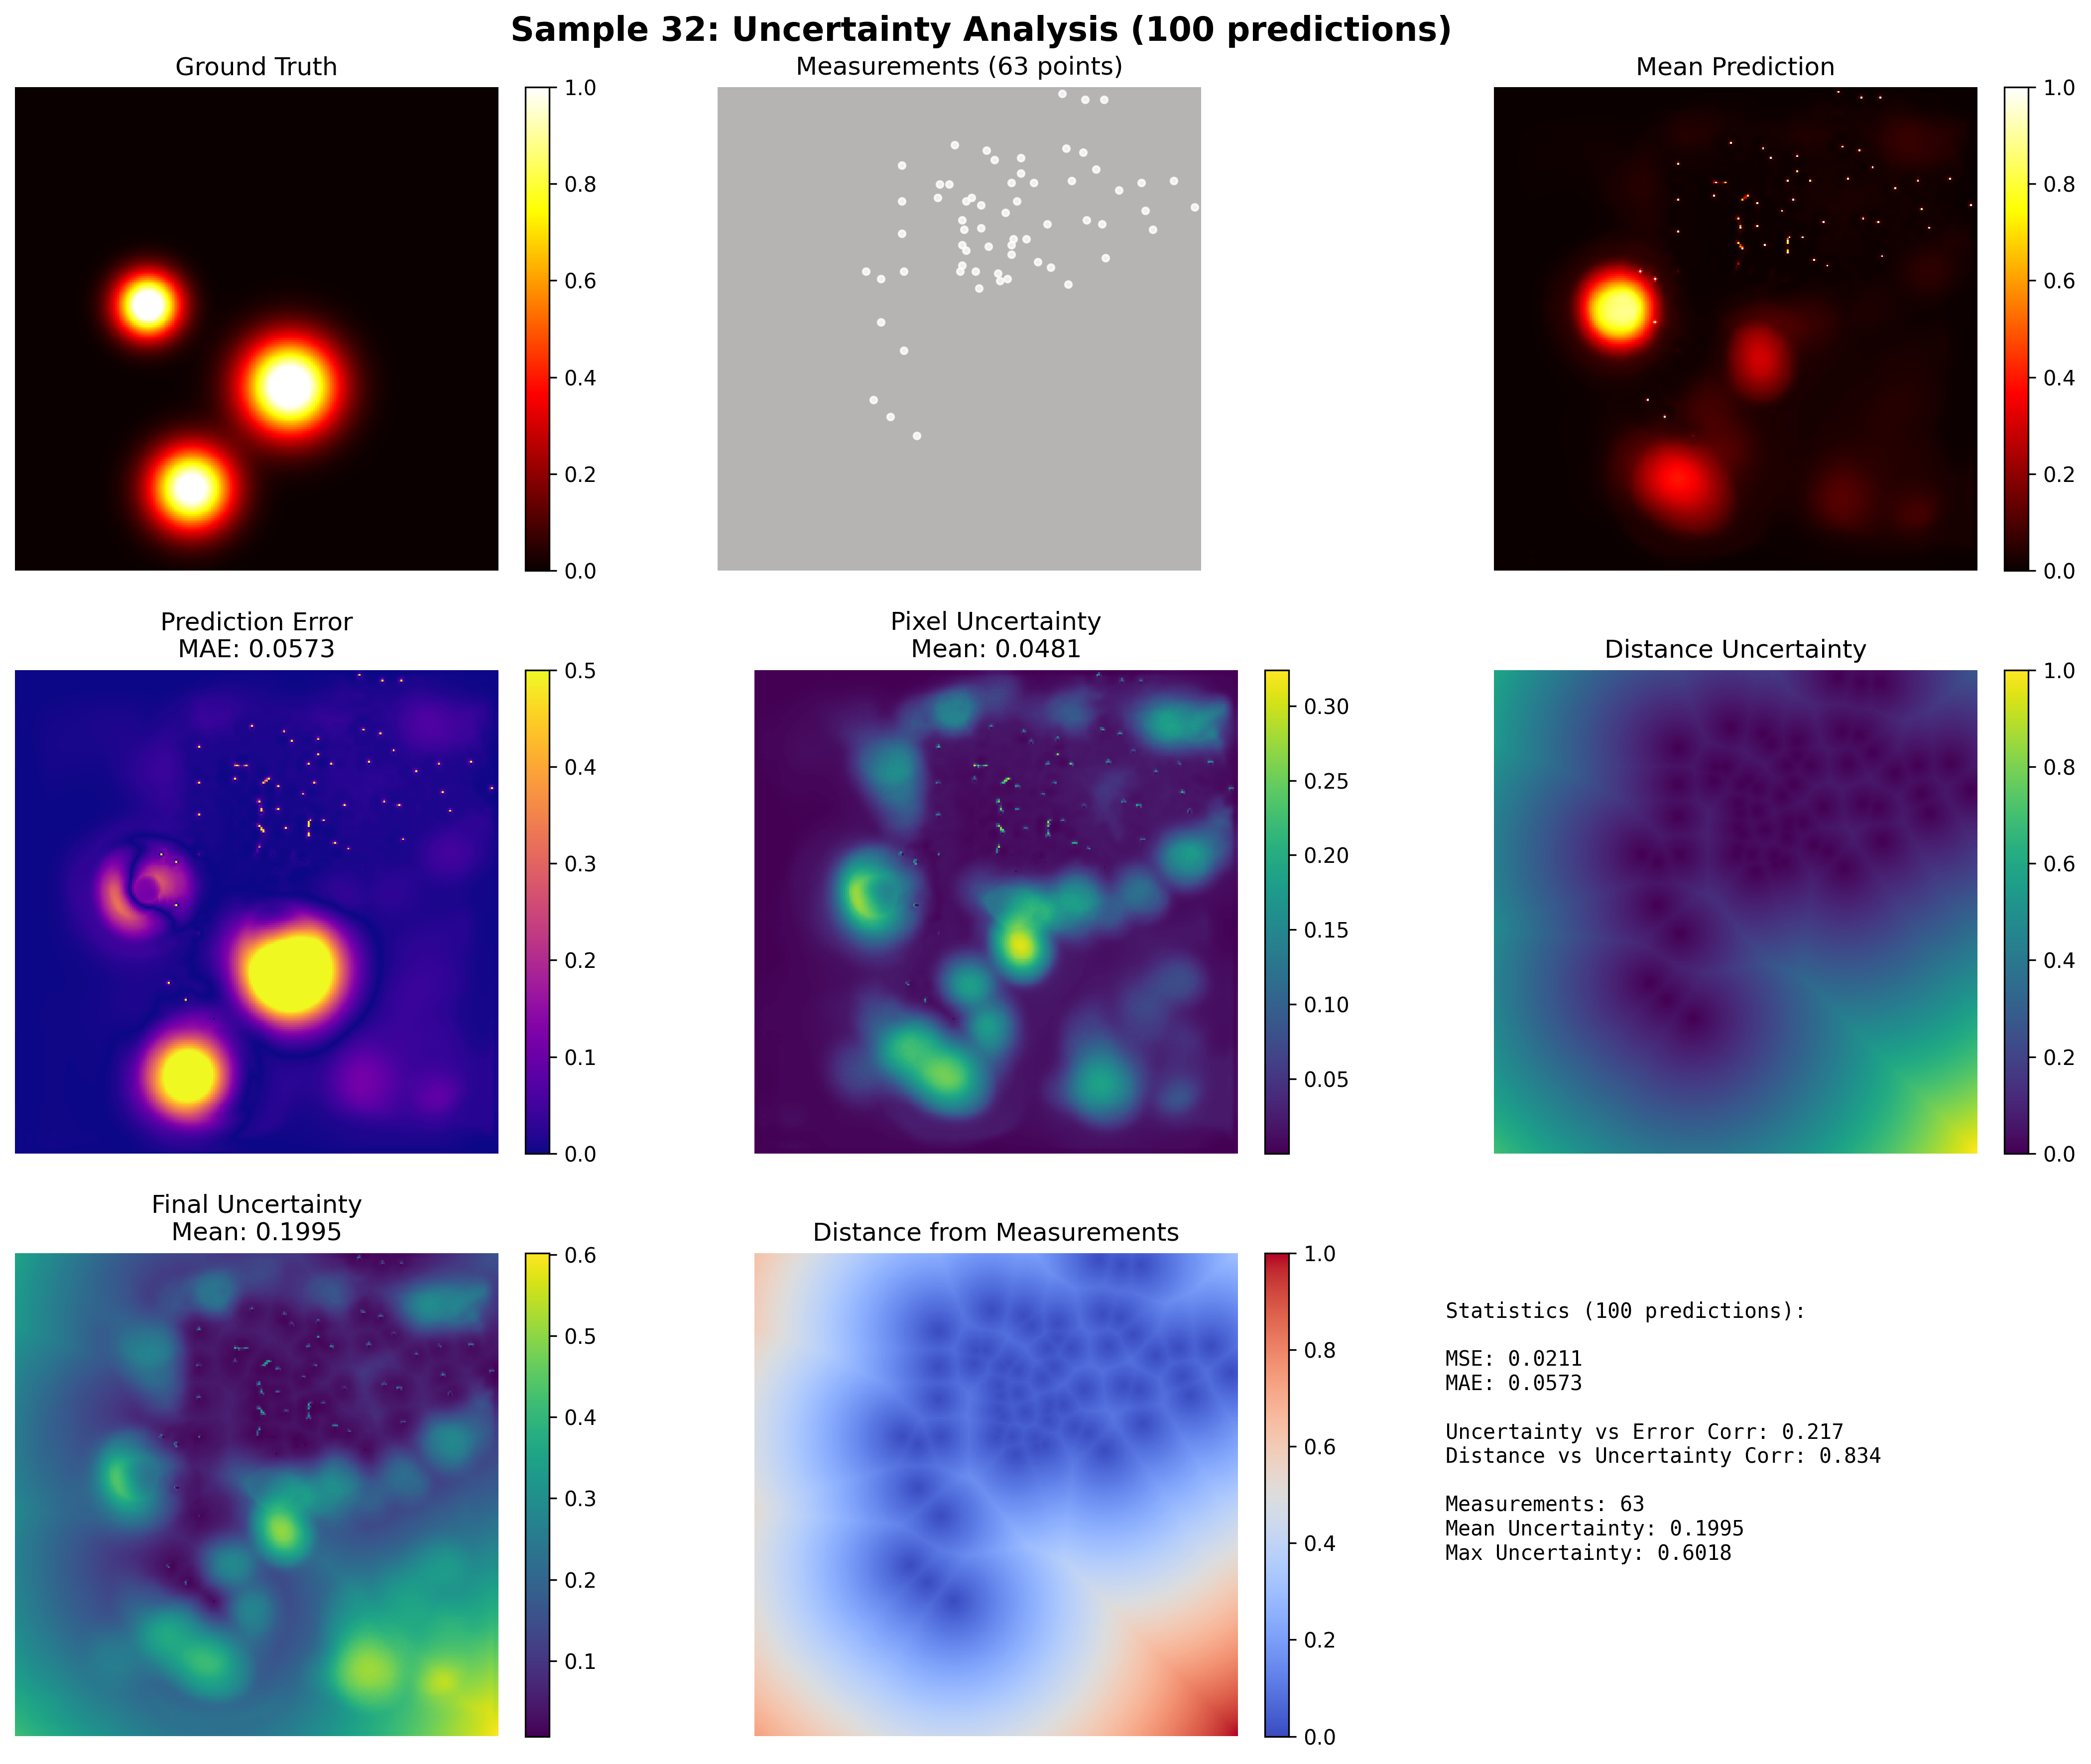 Sample 32: Uncertainty Analysis (100 predictions)
Ground Truth
1.0
0.8
0.6
0.4
0.2
0.0
Measurements (63 points)
Mean Prediction
1.0
0.8
0.6
0.4
0.2
0.0
Prediction Error
MAE: 0.0573
0.5
0.4
0.3
0.2
0.1
0.0
Pixel Uncertainty
Mean: 0.0481
0.30
0.25
0.20
0.15
0.10
0.05
Distance Uncertainty
1.0
0.8
0.6
0.4
0.2
0.0
Final Uncertainty
Mean: 0.1995
0.6
0.5
0.4
0.3
0.2
0.1
Distance from Measurements
1.0
0.8
0.6
0.4
0.2
0.0
Statistics (100 predictions):
MSE: 0.0211
MAE: 0.0573
Uncertainty vs Error Corr: 0.217
Distance vs Uncertainty Corr: 0.834
Measurements: 63
Mean Uncertainty: 0.1995
Max Uncertainty: 0.6018